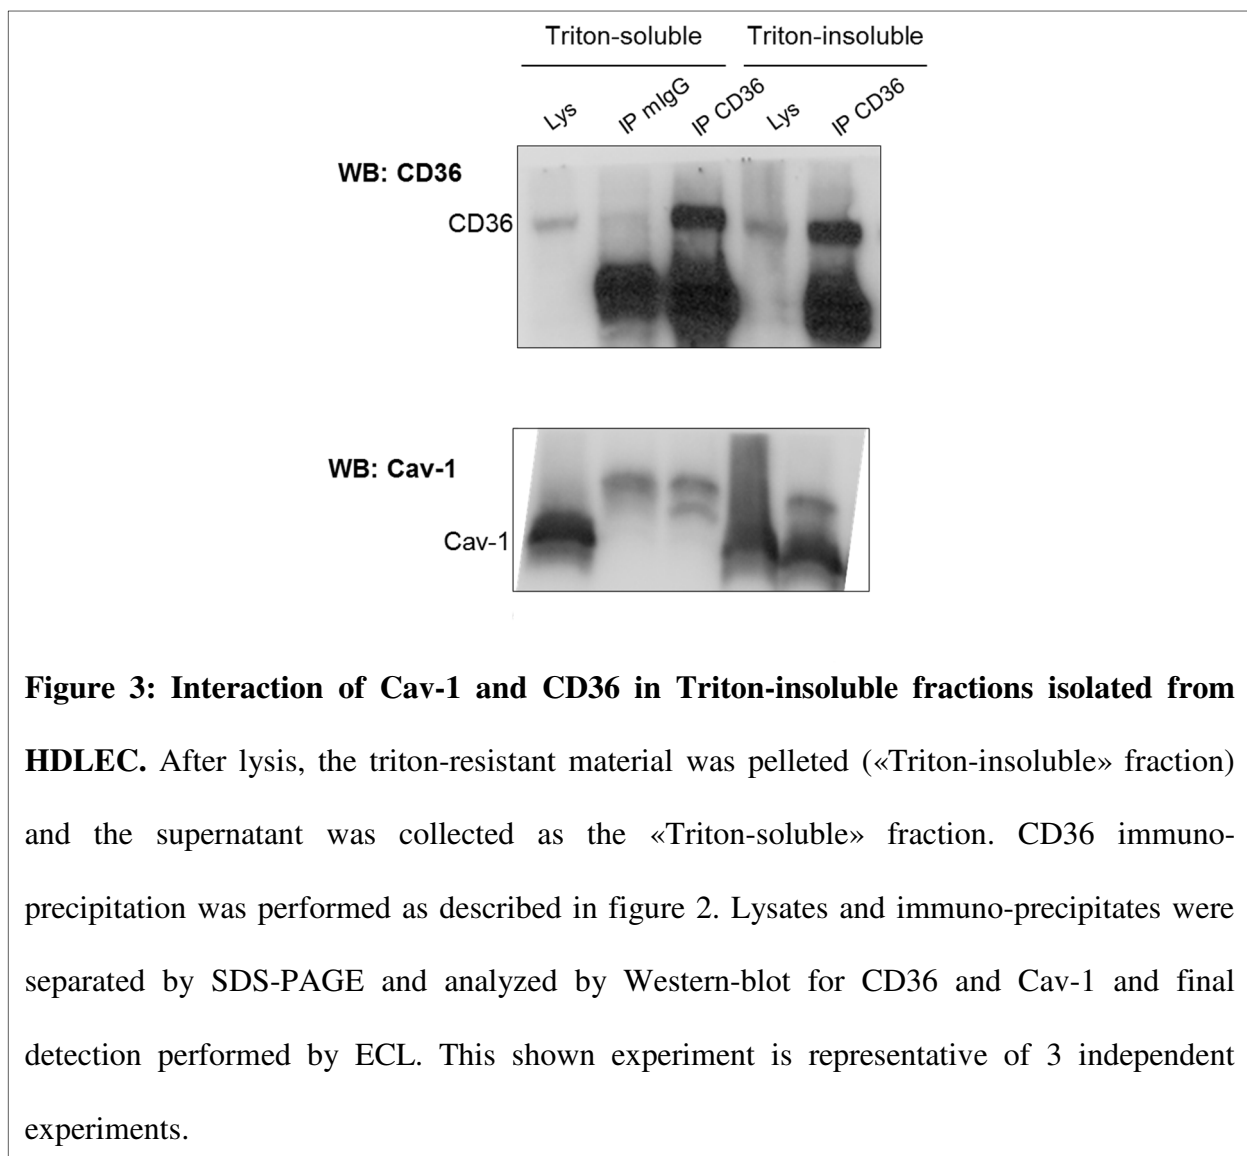 Triton-soluble Triton-insoluble
Lys IP mIgG IP CD36 Lys IP CD36
WB: CD36
CD36
WB: Cav-1
Cav-1
Figure 3: Interaction of Cav-1 and CD36 in Triton-insoluble fractions isolated from
HDLEC. After lysis, the triton-resistant material was pelleted («Triton-insoluble» fraction)
and the supernatant was collected as the «Triton-soluble» fraction. CD36 immuno-
precipitation was performed as described in figure 2. Lysates and immuno-precipitates were
separated by SDS-PAGE and analyzed by Western-blot for CD36 and Cav-1 and final
detection performed by ECL. This shown experiment is representative of 3 independent
experiments.